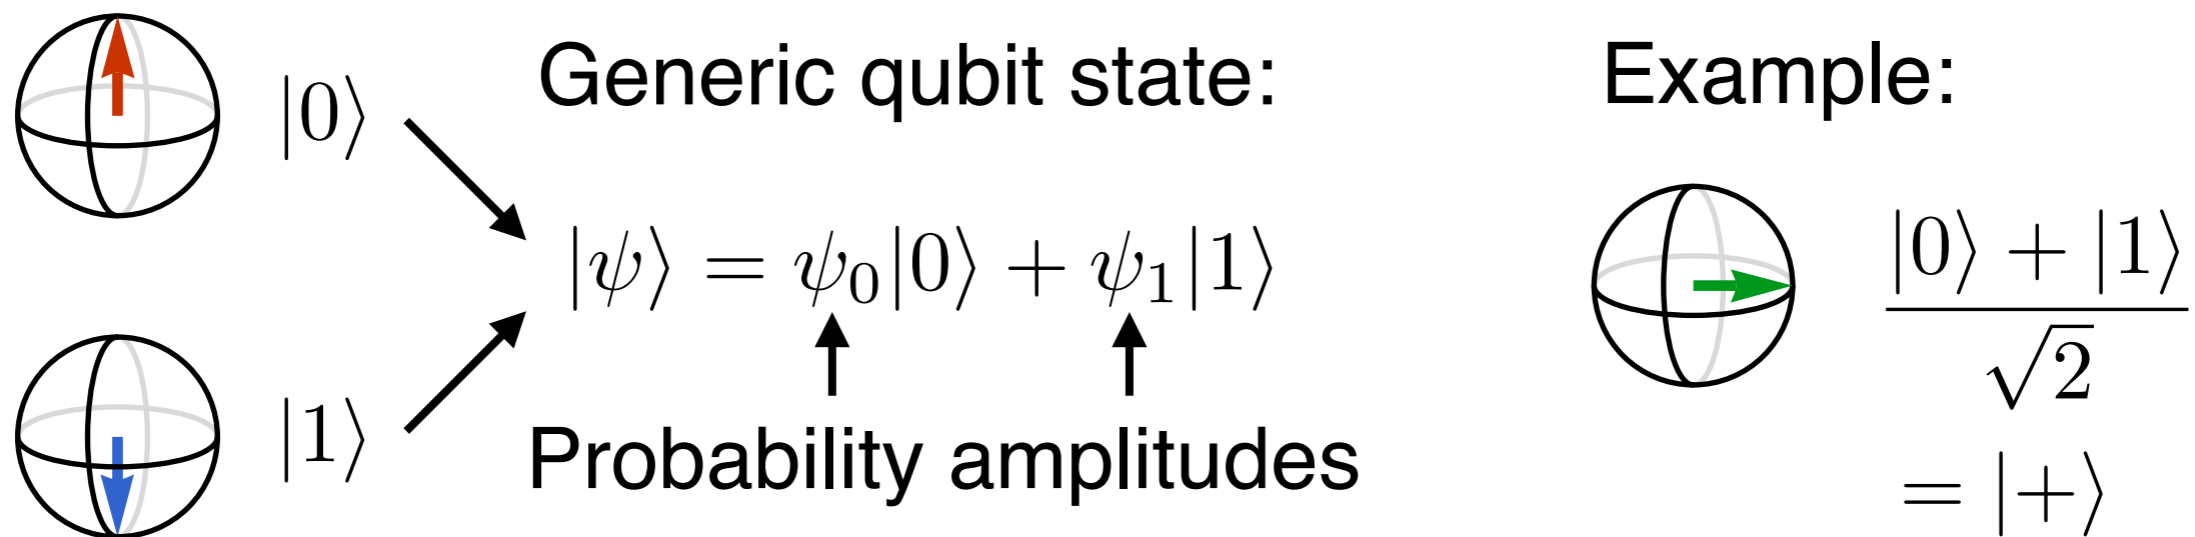 |0⟩
|1⟩
Generic qubit state:
|ψ⟩ = ψ₀|0⟩ + ψ₁|1⟩
Probability amplitudes
Example:
|0⟩ + |1⟩
√2
= |+⟩